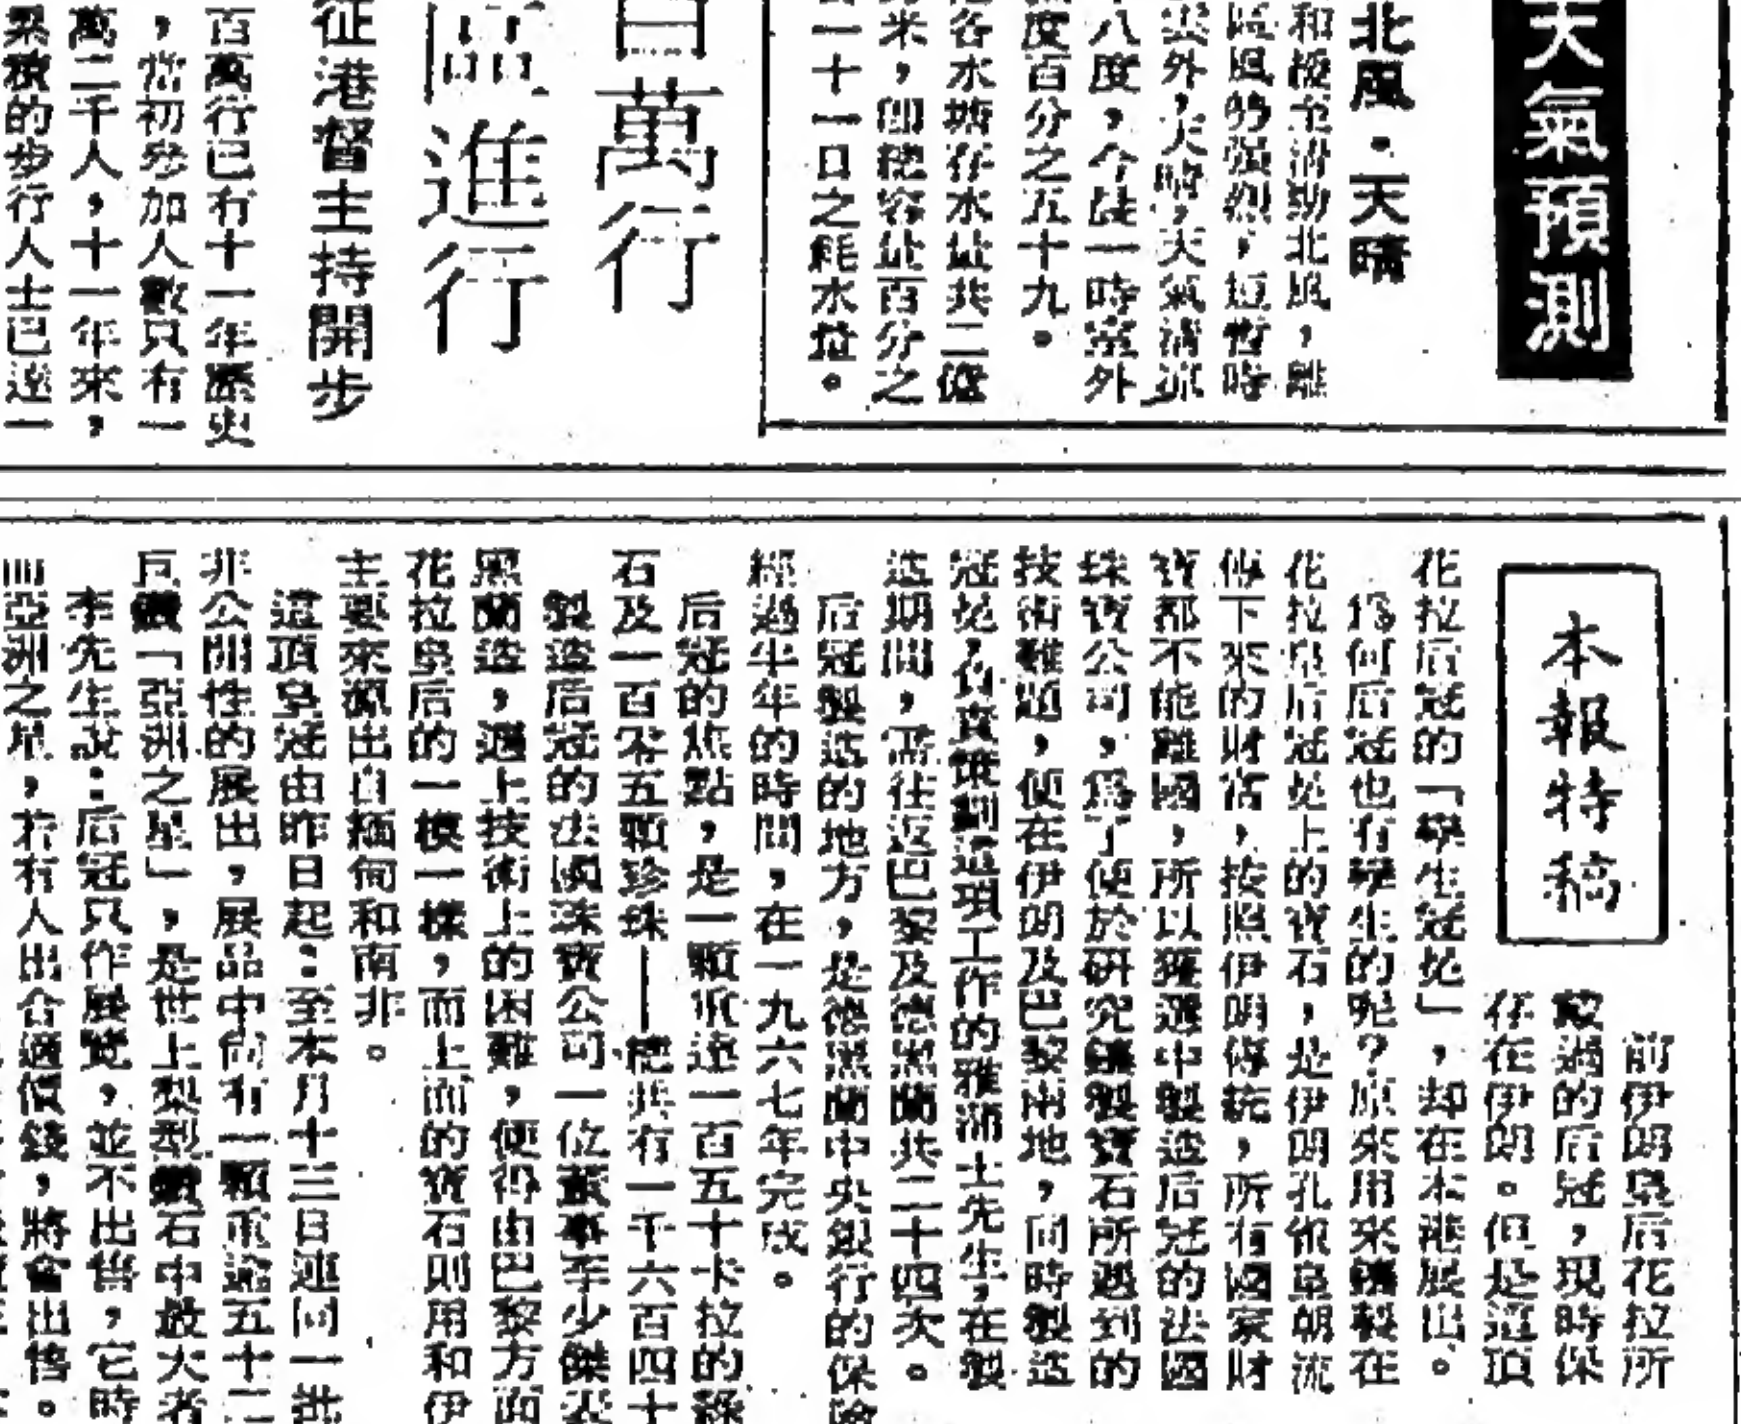 天氣預測
北風・天晴
和緩至清勁北風，離
區風勢强烈，短暫時
雲外，天晴，天氣清涼
八度，今晨一時室外
度百分之五十九。
各水塘存水量共二億
米，即總容量百分之
一十一日之耗水量。
百萬行
區進行
征港督主持開步
百萬行已有十一年歷史
，當初參加人數只有一
萬二千人，十一年來，
累積的步行人士已達一
本報特稿
前伊朗皇后花拉所
戴過的后冠，現時保
存在伊朗。但是這頂
花拉后冠的「孿生冠冕」，却在本港展出。
爲何后冠也有孿生的呢？原來用來鑲製在
花拉皇后冠冕上的寶石，是伊朗孔雀皇朝流
傳下來的財富，按照伊朗傳統，所有國家財
寶都不能離國，所以獲選中製造后冠的法國
珠寶公司，爲了便於研究鑲製寶石所遇到的
技術難題，便在伊朗及巴黎兩地，同時製造
冠冕，負責策劃這項工作的雅浦士先生，在製
造期間，需往返巴黎及德黑蘭共二十四次。
后冠製造的地方，是德黑蘭中央銀行的保險
經過半年的時間，在一九六七年完成。
后冠的焦點，是一顆重達一百五十卡拉的綠
石及一百零五顆珍珠——總共有一千六百四十
製造后冠的法國珠寶公司一位董事李少傑表
黑蘭造，遇上技術上的困難，便得由巴黎方面
花拉皇后的一模一樣，而上面的寶石則用和伊
主要來源出自緬甸和南非。
這頂皇冠由昨日起：至本月十三日連同一批
非公開性的展出，展品中尙有一顆重逾五十二
巨鑽「亞洲之星」，是世上梨型鑽石中最大者
李先生說：后冠只作展覽，並不出售，它時
亞洲之星，若有人出合適價錢，將會出售。